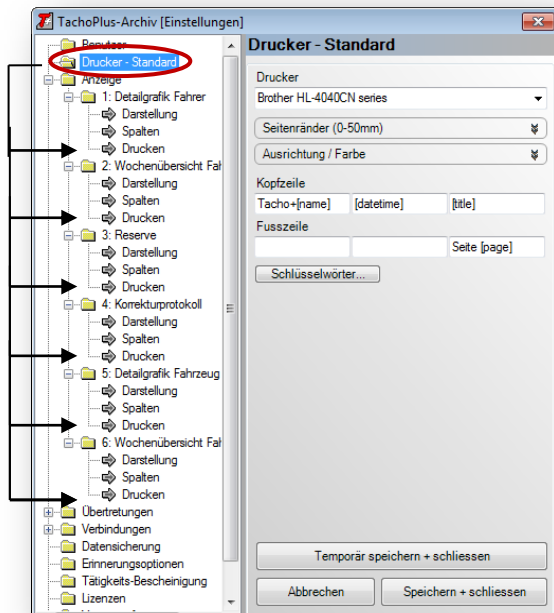 TachoPlus-Archiv [Einstellungen]
Benutzer
Drucker - Standard
Anzeige
1: Detailgrafik Fahrer
Darstellung
Spalten
Drucken
2: Wochenübersicht Fah
Darstellung
Spalten
Drucken
3: Reserve
Darstellung
Spalten
Drucken
4: Korrekturprotokoll
Darstellung
Spalten
Drucken
5: Detailgrafik Fahrzeug
Darstellung
Spalten
Drucken
6: Wochenübersicht Fah
Darstellung
Spalten
Drucken
Übertretungen
Verbindungen
Datensicherung
Erinnerungsoptionen
Tätigkeits-Bescheinigung
Lizenzen
Drucker - Standard
Drucker
Brother HL-4040CN series
Seitenränder (0-50mm)
Ausrichtung / Farbe
Kopfzeile
Tacho+[name] [datetime] [title]
Fusszeile
Seite [page]
Schlüsselwörter...
Temporär speichern + schliessen
Abbrechen Speichern + schliessen